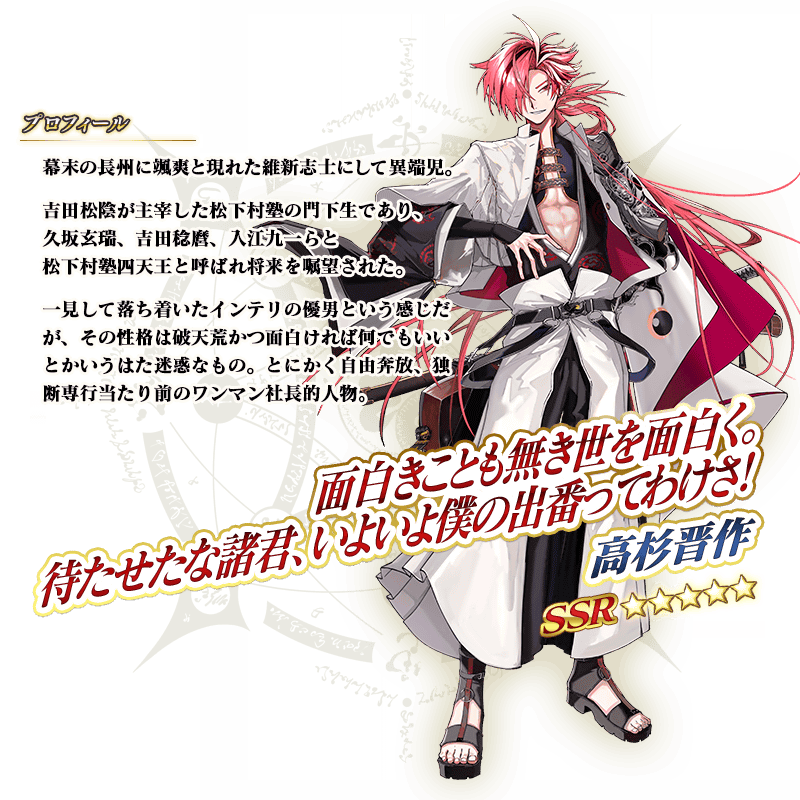 プロフィール
幕末の長州に颯爽と現れた維新志士にして異端児。
吉田松陰が主宰した松下村塾の門下生であり、
久坂玄瑞、吉田稔麿、入江九一らと
松下村塾四天王と呼ばれ将来を嘱望された。
一見して落ち着いたインテリの優男という感じだ
が、その性格は破天荒かつ面白ければ何でもいい
とかいうはた迷惑なもの。とにかく自由奔放、独
断専行当たり前のワンマン社長的人物。
面白きことも無き世を面白く。
待たせたな諸君、いよいよ僕の出番ってわけさ!
高杉晋作
SSR ★★★★★